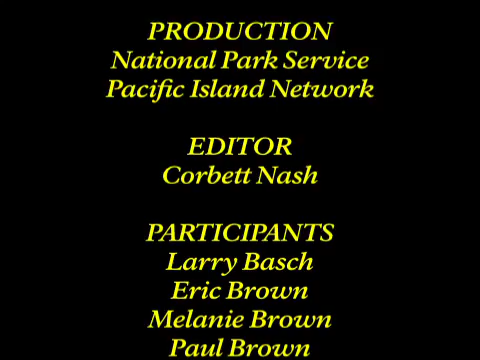 PRODUCTION
National Park Service
Pacific Island Network
EDITOR
Corbett Nash
PARTICIPANTS
Larry Basch
Eric Brown
Melanie Brown
Paul Brown